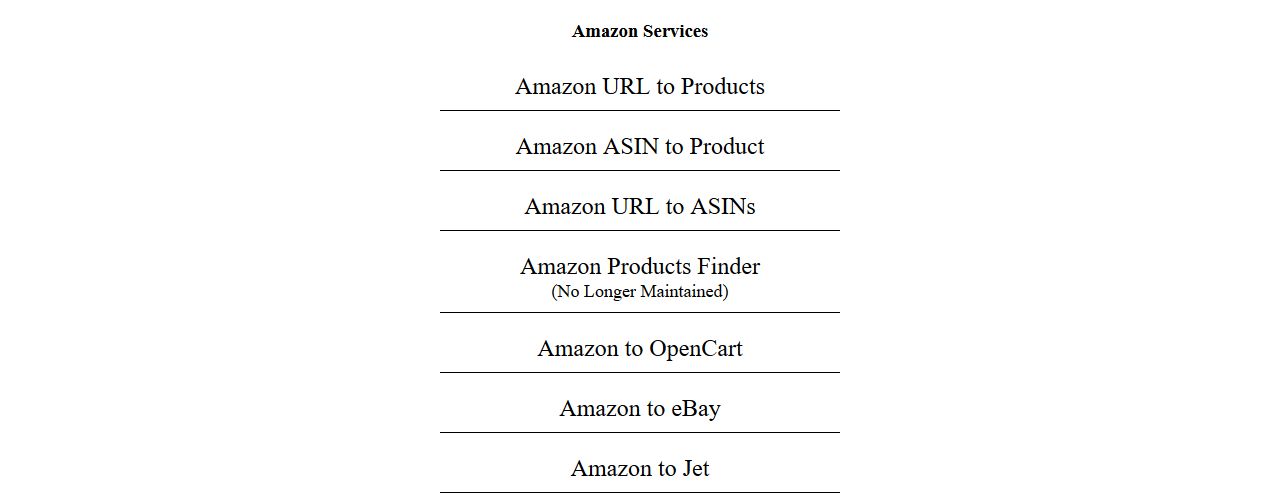 Amazon Services
Amazon URL to Products
Amazon ASIN to Product
Amazon URL to ASINs
Amazon Products Finder
(No Longer Maintained)
Amazon to OpenCart
Amazon to eBay
Amazon to Jet